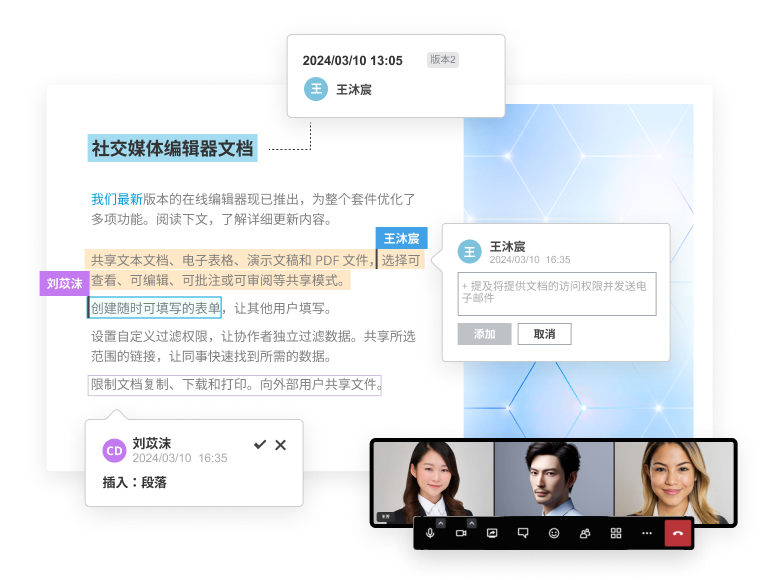 2024/03/10 13:05 版本2
王 王沐宸
社交媒体编辑器文档
我们最新版本的在线编辑器现已推出，为整个套件优化了
多项功能。阅读下文，了解详细更新内容。
王沐宸
共享文本文档、电子表格、演示文稿和 PDF 文件，选择可
查看、可编辑、可批注或可审阅等共享模式。
刘苡沫
创建随时可填写的表单，让其他用户填写。
设置自定义过滤权限，让协作者独立过滤数据。共享所选
范围的链接，让同事快速找到所需的数据。
限制文档复制、下载和打印。向外部用户共享文件。
王 王沐宸
2024/03/10 16:35
+ 提及将提供文档的访问权限并发送电
子邮件
添加 取消
CD 刘苡沫
2024/03/10 16:35
插入：段落